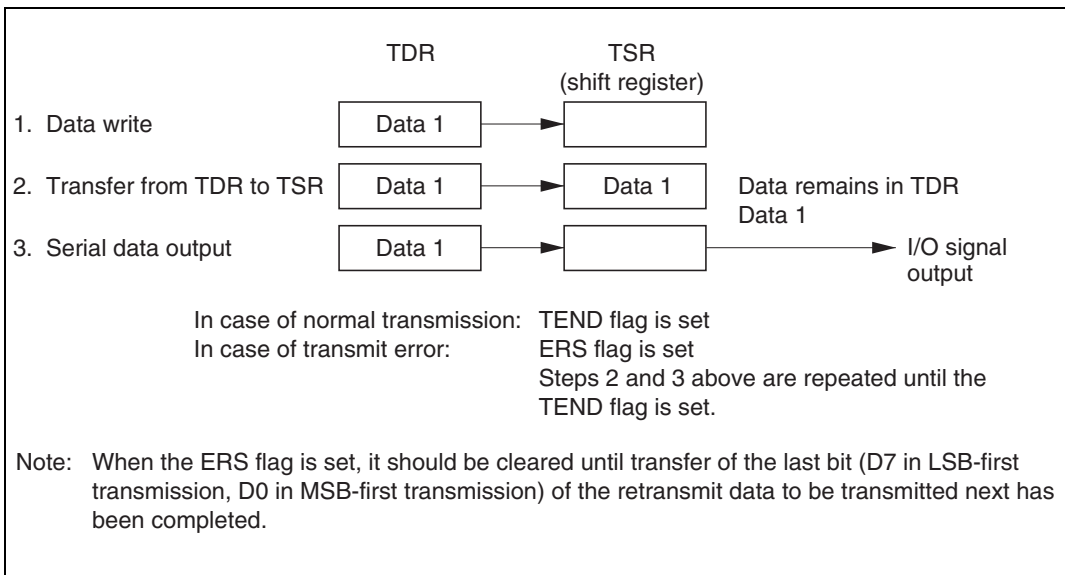 TDR TSR
(shift register)
1. Data write Data 1
2. Transfer from TDR to TSR Data 1 Data 1 Data remains in TDR
Data 1
3. Serial data output Data 1 I/O signal
output
In case of normal transmission: TEND flag is set
In case of transmit error: ERS flag is set
Steps 2 and 3 above are repeated until the
TEND flag is set.
Note: When the ERS flag is set, it should be cleared until transfer of the last bit (D7 in LSB-first
transmission, D0 in MSB-first transmission) of the retransmit data to be transmitted next has
been completed.